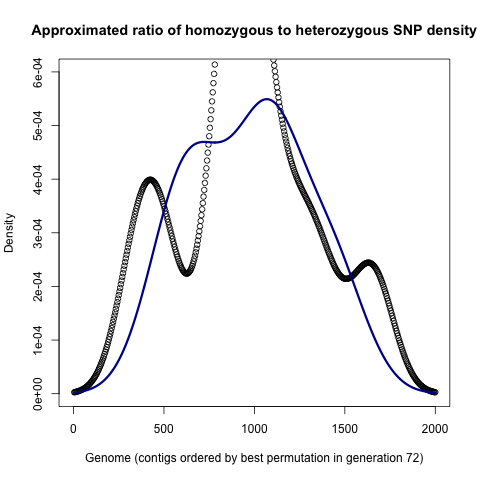 Approximated ratio of homozygous to heterozygous SNP density
6e-04
5e-04
4e-04
3e-04
2e-04
1e-04
0e+00
Density
0 500 1000 1500 2000
Genome (contigs ordered by best permutation in generation 72)